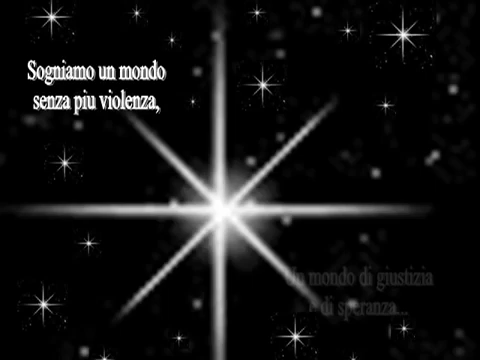 Sogniamo un mondo
senza piu violenza,
Un mondo di giustizia
e di speranza...